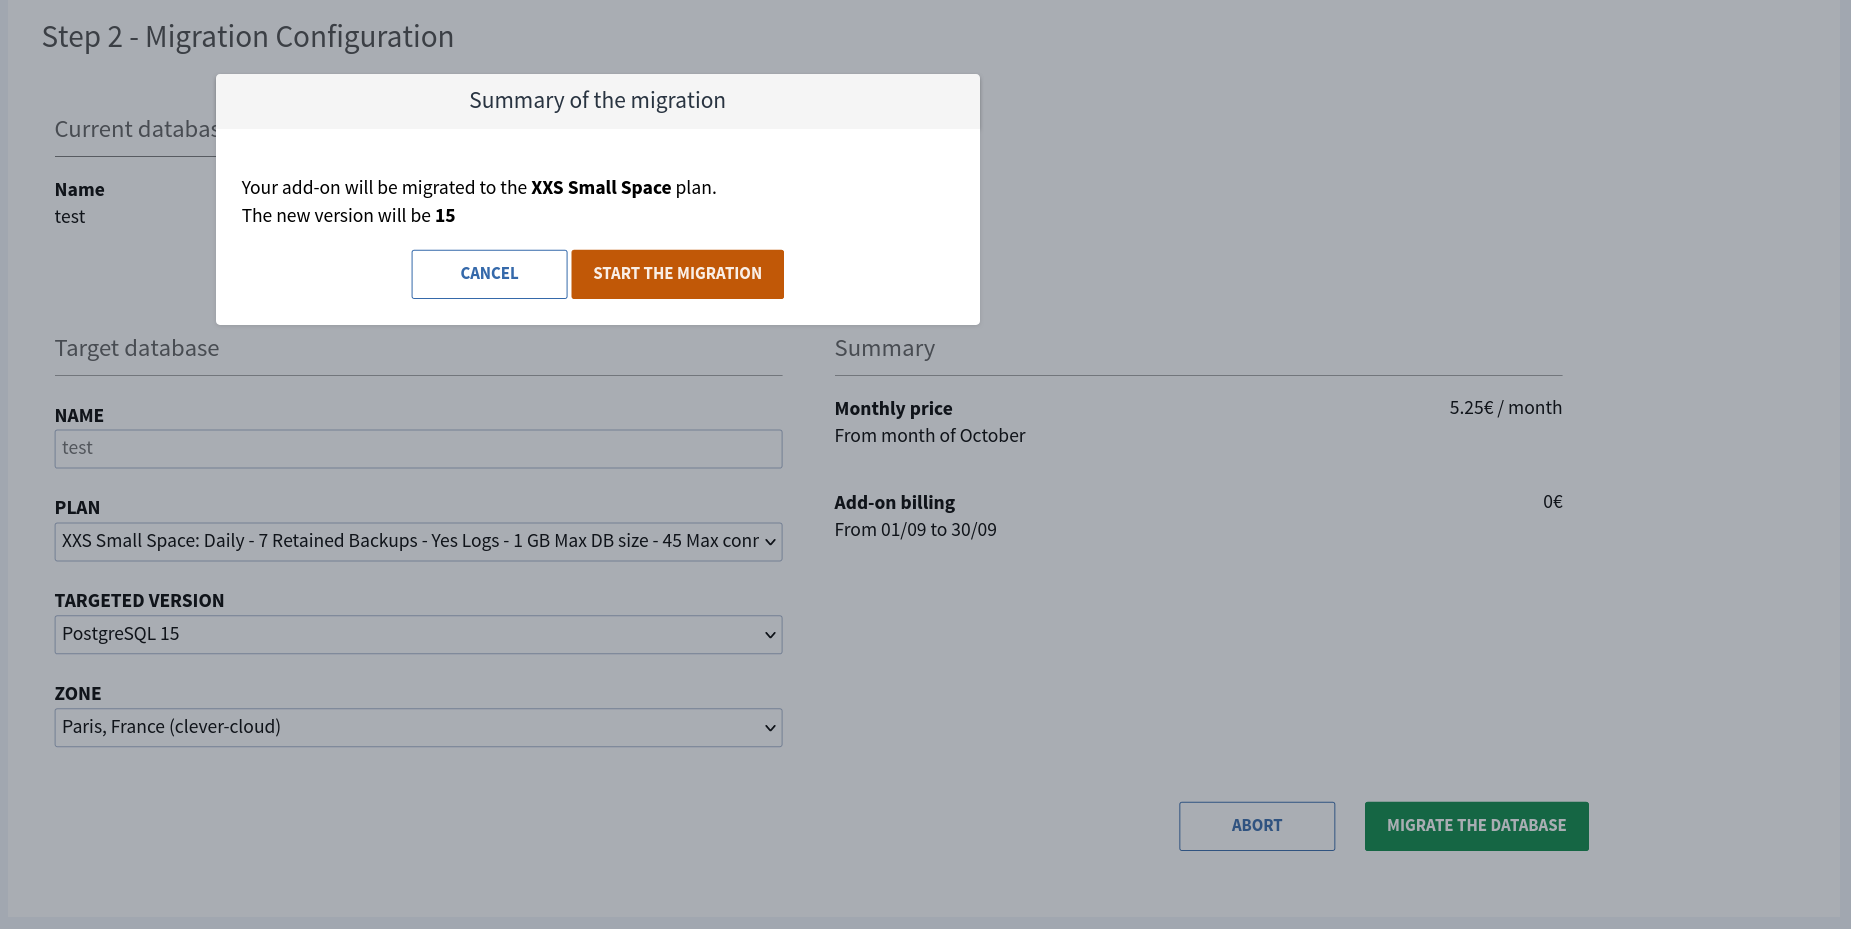 Step 2 - Migration Configuration
Summary of the migration
Current
Your add-on will be migrated to the XXS Small Space plan.
The new version will be 15
Name
test
CANCEL
START THE MIGRATION
Target database
NAME
test
PLAN
XXS Small Space: Daily - 7 Retained Backups - Yes Logs - 1 GB Max DB size - 45 Max
TARGETED VERSION
PostgreSQL 15
ZONE
Paris, France (clever-cloud)
Summary
Monthly price
5.25€ / month
From month of October
Add-on billing
0€
From 01/09 to 30/09
ABORT
MIGRATE THE DATABASE